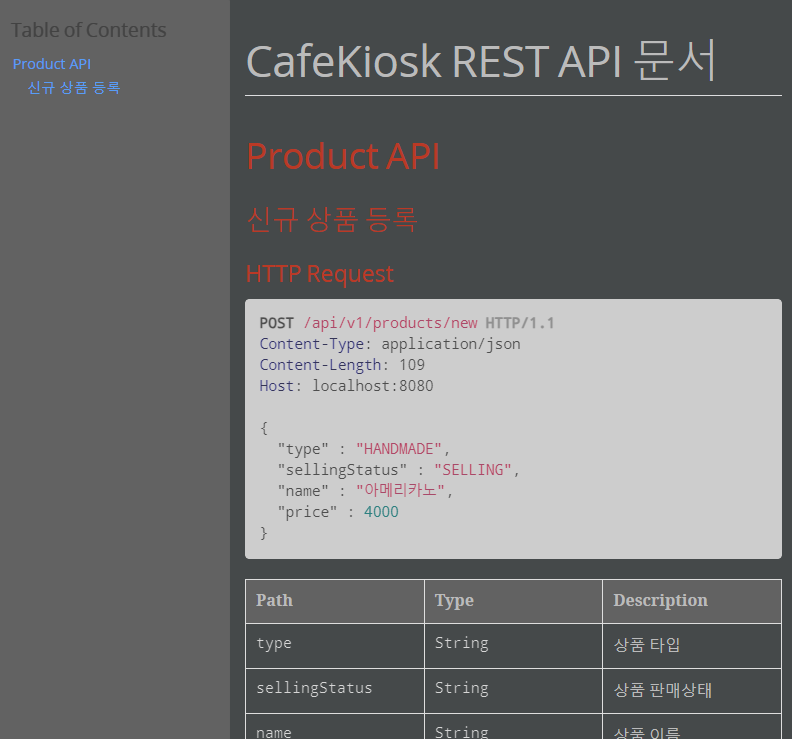 Table of Contents
Product API
신규 상품 등록
CafeKiosk REST API 문서
Product API
신규 상품 등록
HTTP Request
POST /api/v1/products/new HTTP/1.1
Content-Type: application/json
Content-Length: 109
Host: localhost:8080
{
"type" : "HANDMADE",
"sellingStatus" : "SELLING",
"name" : "아메리카노",
"price" : 4000
}
Path Type Description
type String 상품 타입
sellingStatus String 상품 판매상태
name String 상품 이름